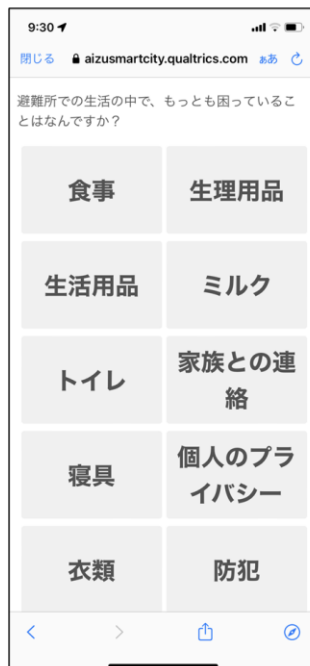 9:30
閉じる aizusmartcity.qualtrics.com ぁあ
避難所での生活の中で、もっとも困っているこ
とはなんですか？
食事 生理用品
生活用品 ミルク
トイレ 家族との連
絡
寝具 個人のプラ
イバシー
衣類 防犯